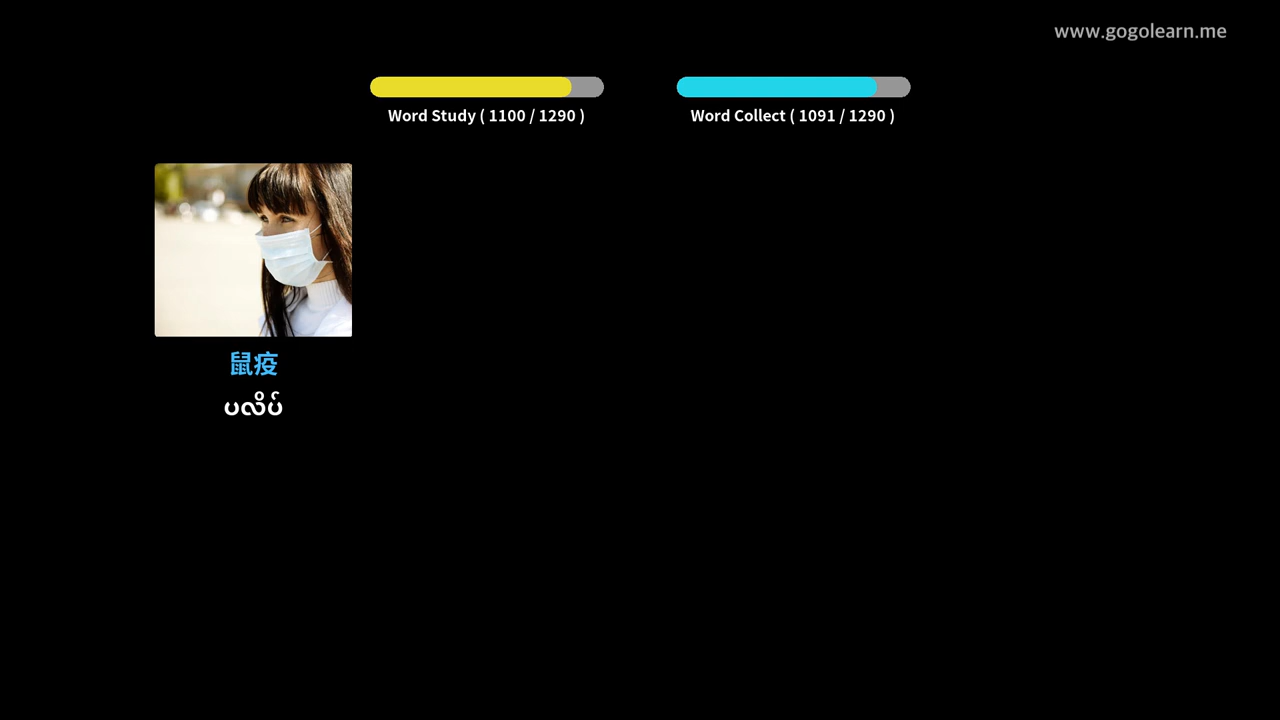 www.gogolearn.me
Word Study ( 1100 / 1290 )
Word Collect ( 1091 / 1290 )
鼠疫
ပလိပ်